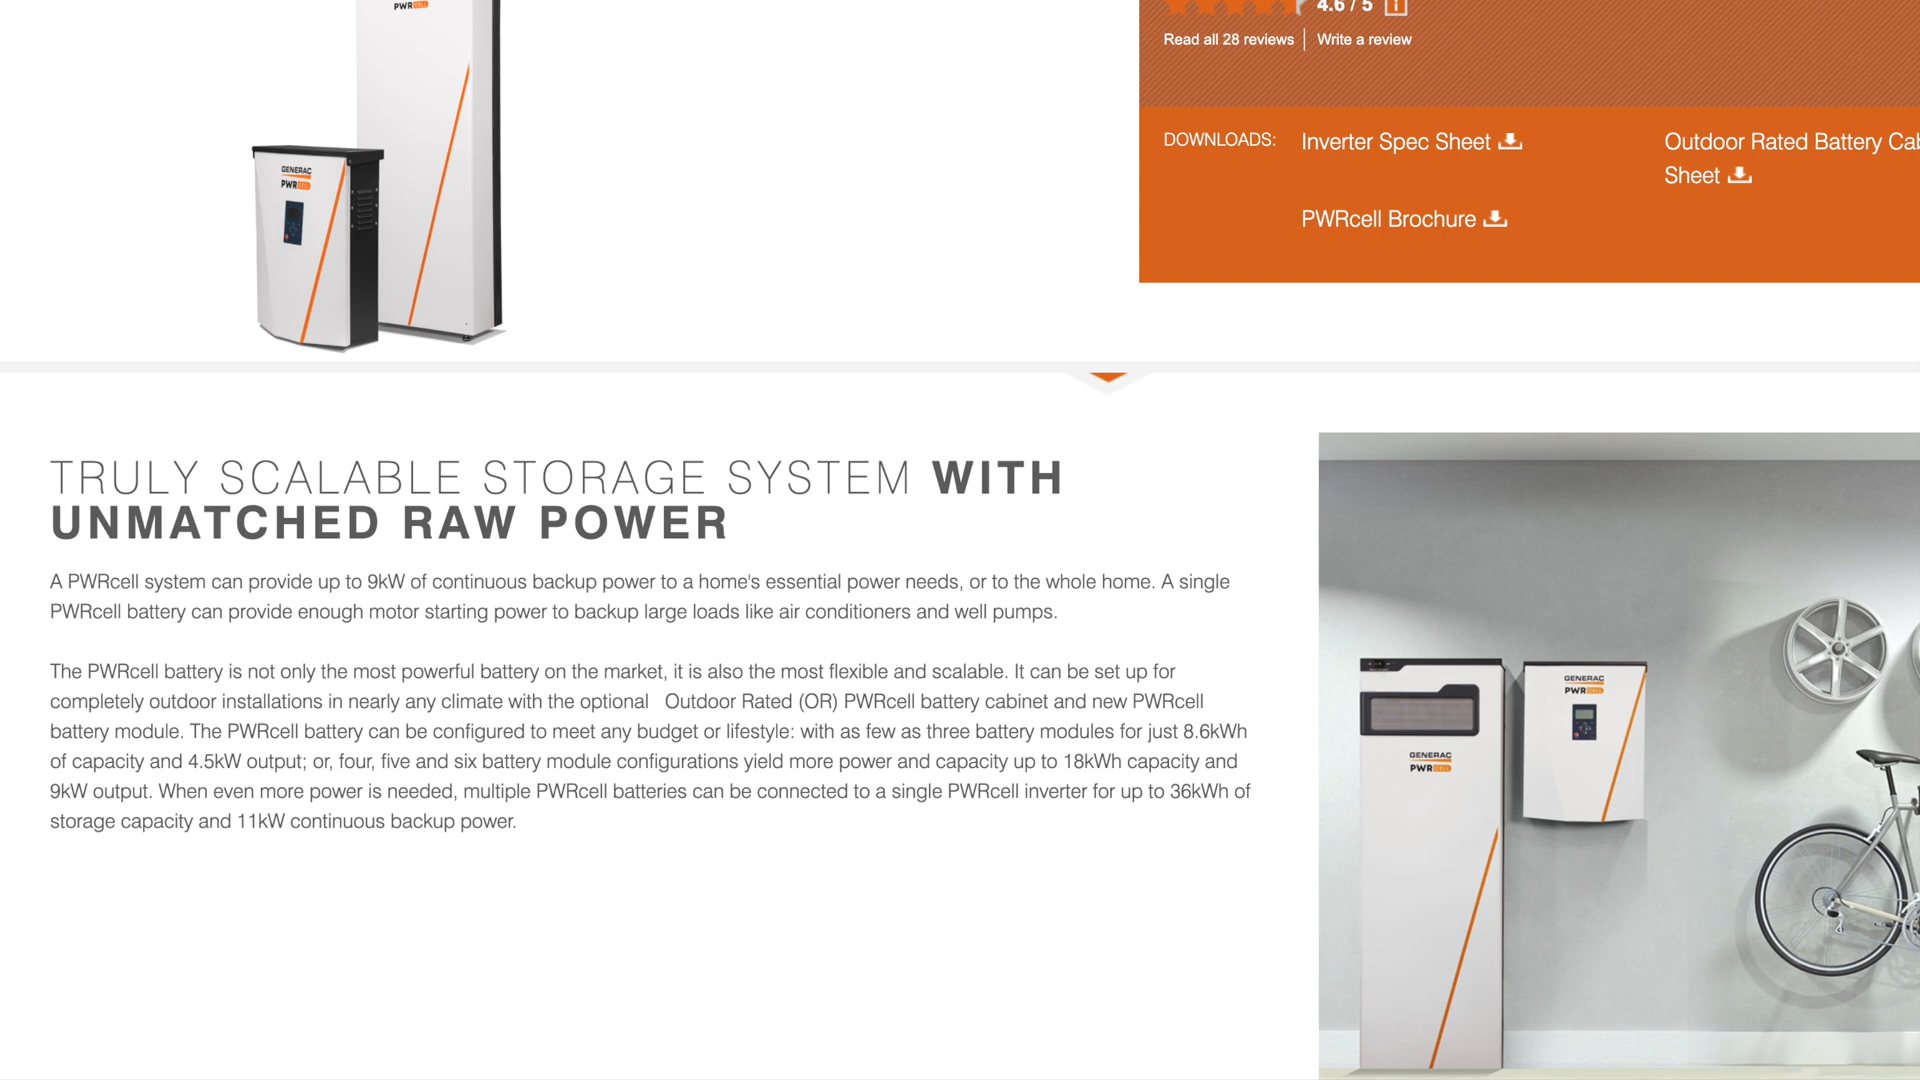 PWRCELL
4.6 / 5
Read all 28 reviews | Write a review
DOWNLOADS:
Inverter Spec Sheet
Outdoor Rated Battery
Sheet
PWRcell Brochure
GENERAC
PWRCELL
TRULY SCALABLE STORAGE SYSTEM WITH
UNMATCHED RAW POWER
A PWRcell system can provide up to 9kW of continuous backup power to a home's essential power needs, or to the whole home. A single
PWRcell battery can provide enough motor starting power to backup large loads like air conditioners and well pumps.
The PWRcell battery is not only the most powerful battery on the market, it is also the most flexible and scalable. It can be set up for
completely outdoor installations in nearly any climate with the optional Outdoor Rated (OR) PWRcell battery cabinet and new PWRcell
battery module. The PWRcell battery can be configured to meet any budget or lifestyle: with as few as three battery modules for just 8.6kWh
of capacity and 4.5kW output; or, four, five and six battery module configurations yield more power and capacity up to 18kWh capacity and
9kW output. When even more power is needed, multiple PWRcell batteries can be connected to a single PWRcell inverter for up to 36kWh of
storage capacity and 11kW continuous backup power.
GENERAC
PWRCELL
GENERAC
PWRCELL